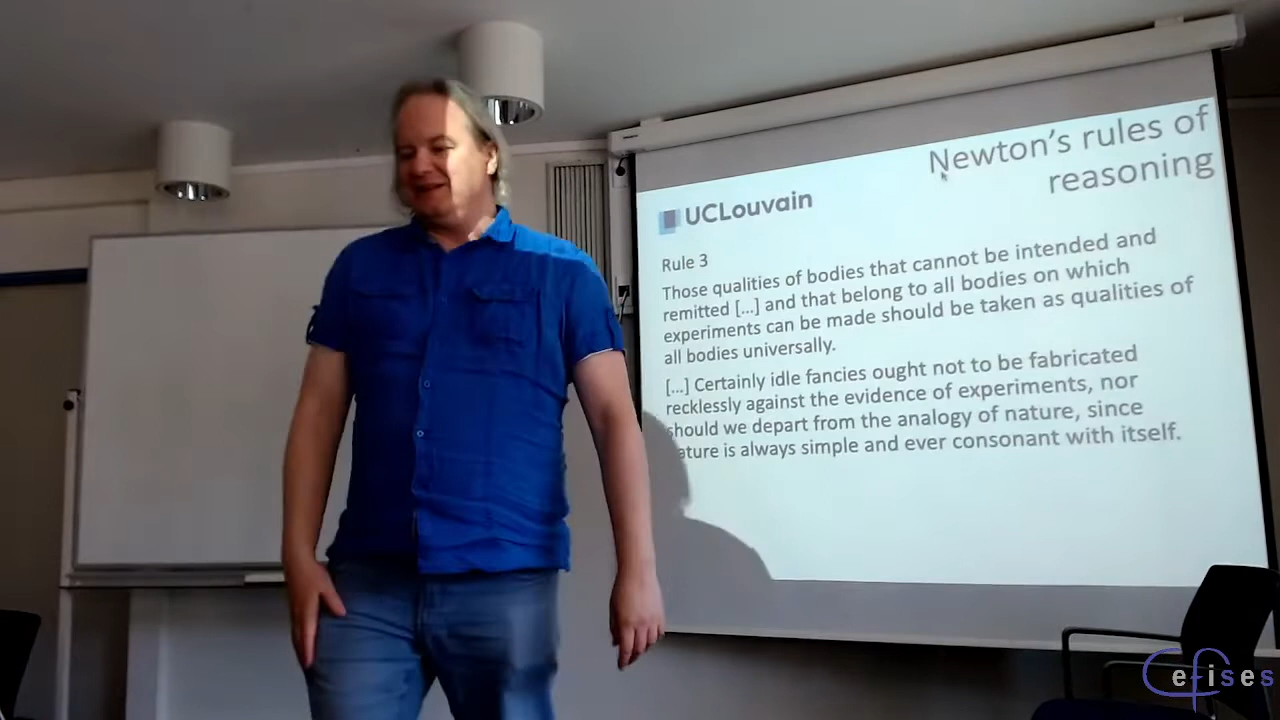 Newton's rules of
reasoning
UCLouvain
Rule 3
Those qualities of bodies that cannot be intended and
remitted [...] and that belong to all bodies on which
experiments can be made should be taken as qualities of
all bodies universally.
[...] Certainly idle fancies ought not to be fabricated
recklessly against the evidence of experiments, nor
should we depart from the analogy of nature, since
nature is always simple and ever consonant with itself.
Cefises